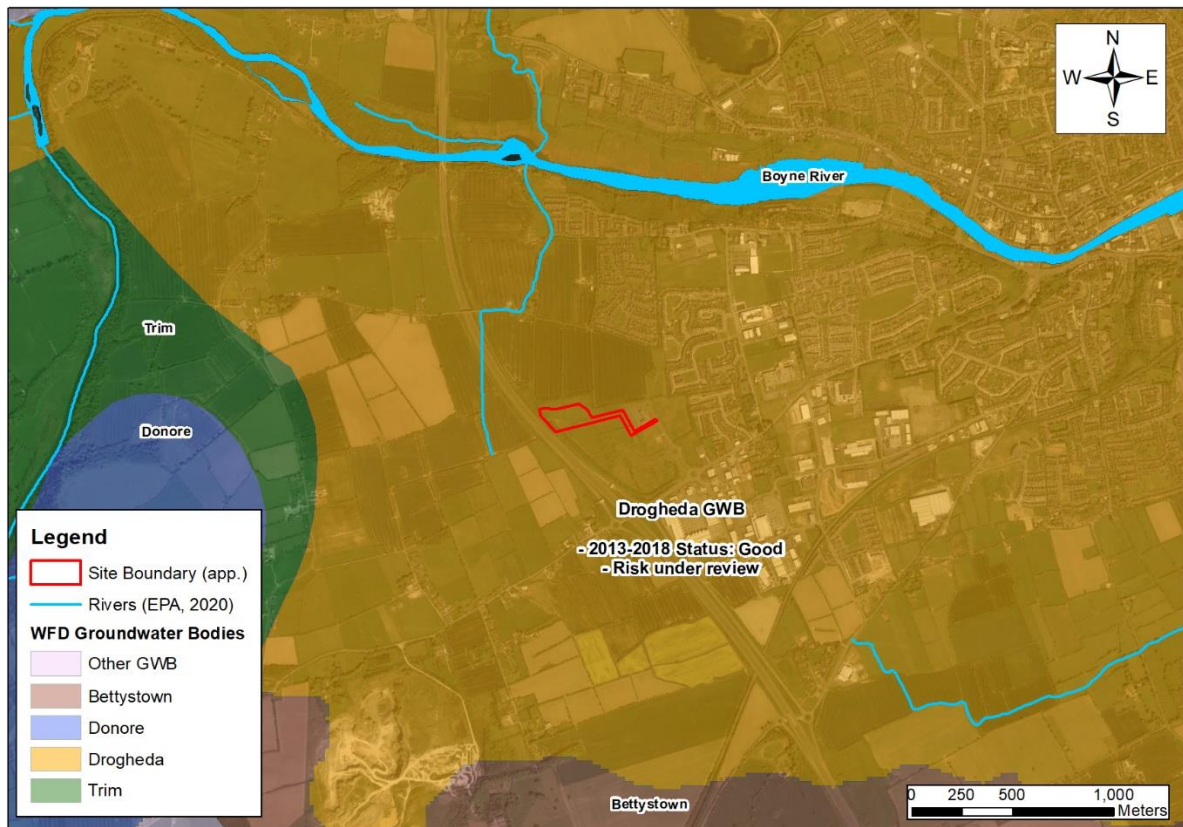 N
W E
S
Boyne River
Trim
Donore
Drogheda GWB
- 2013-2018 Status: Good
- Risk under review
Bettystown
Legend
Site Boundary (app.)
Rivers (EPA, 2020)
WFD Groundwater Bodies
Other GWB
Bettystown
Donore
Drogheda
Trim
0 250 500 1,000
Meters